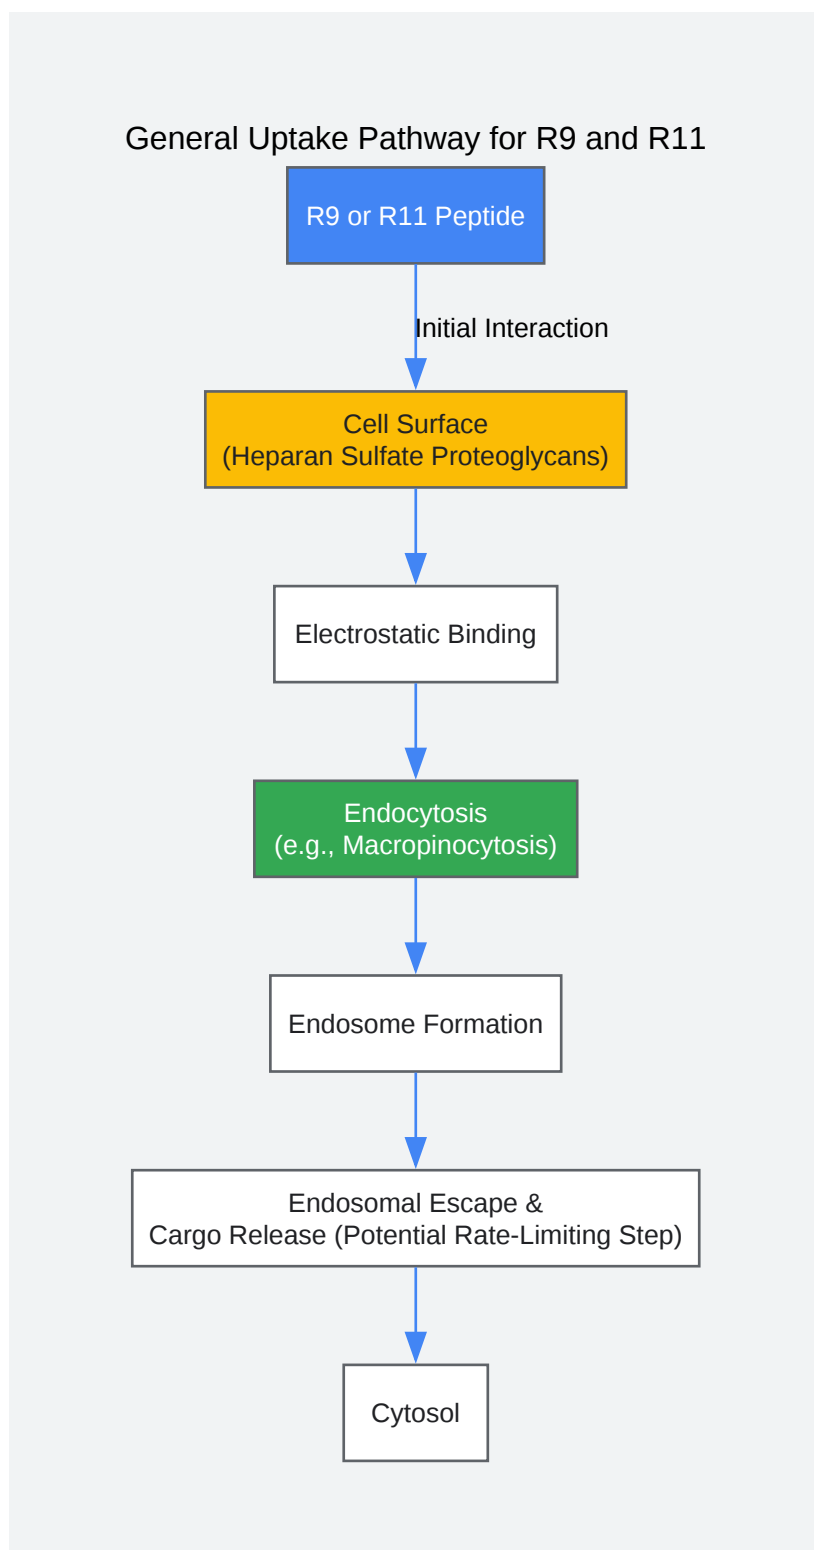 General Uptake Pathway for R9 and R11
R9 or R11 Peptide
Initial Interaction
Cell Surface
(Heparan Sulfate Proteoglycans)
Electrostatic Binding
Endocytosis
(e.g., Macropinocytosis)
Endosome Formation
Endosomal Escape &
Cargo Release (Potential Rate-Limiting Step)
Cytosol